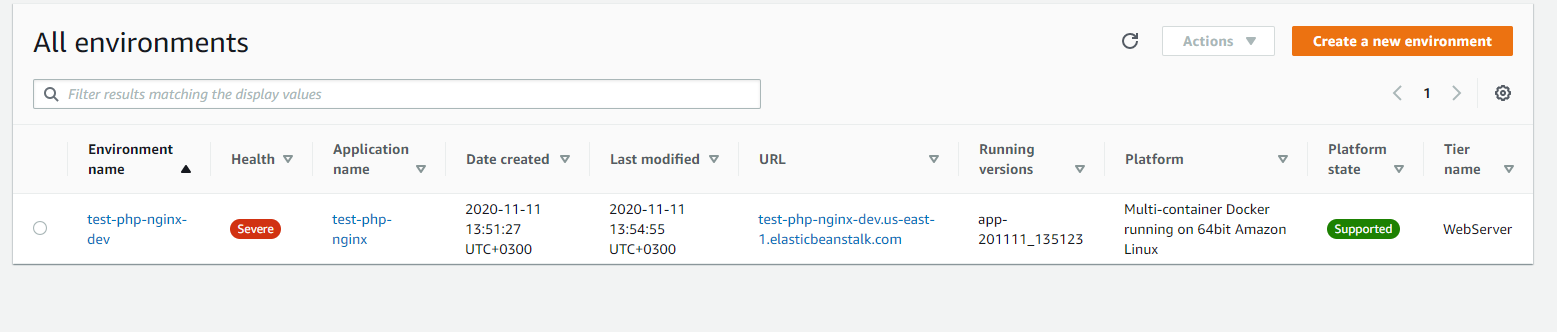 All environments
Actions
Create a new environment
Filter results matching the display values
1
Environment
name
Health
Application
name
Date created
Last modified
URL
Running
versions
Platform
Platform
state
Tier
name
test-php-nginx-
dev
Severe
test-php-
nginx
2020-11-11
13:51:27
UTC+0300
2020-11-11
13:54:55
UTC+0300
test-php-nginx-dev.us-east-
1.elasticbeanstalk.com
app-
201111_135123
Multi-container Docker
running on 64bit Amazon
Linux
Supported
WebServer